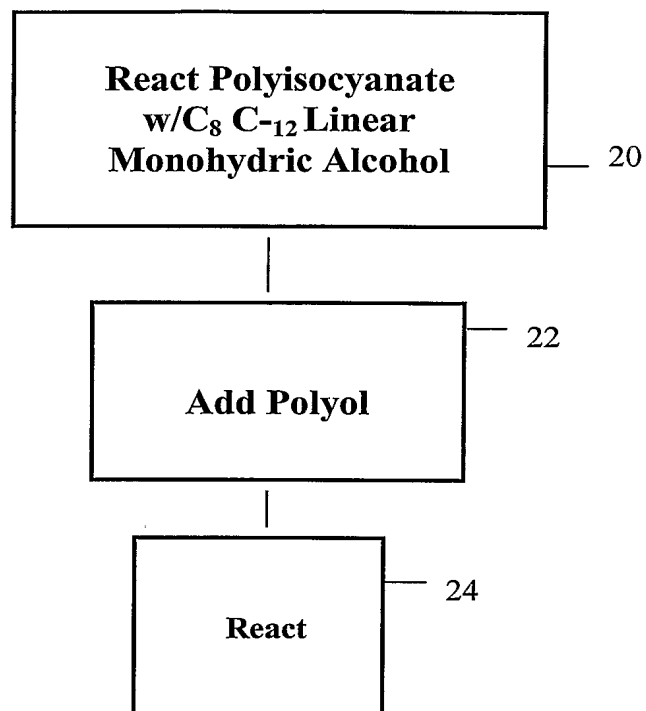 React Polyisocyanate
w/C₈ C-₁₂ Linear
Monohydric Alcohol
20
22
Add Polyol
24
React